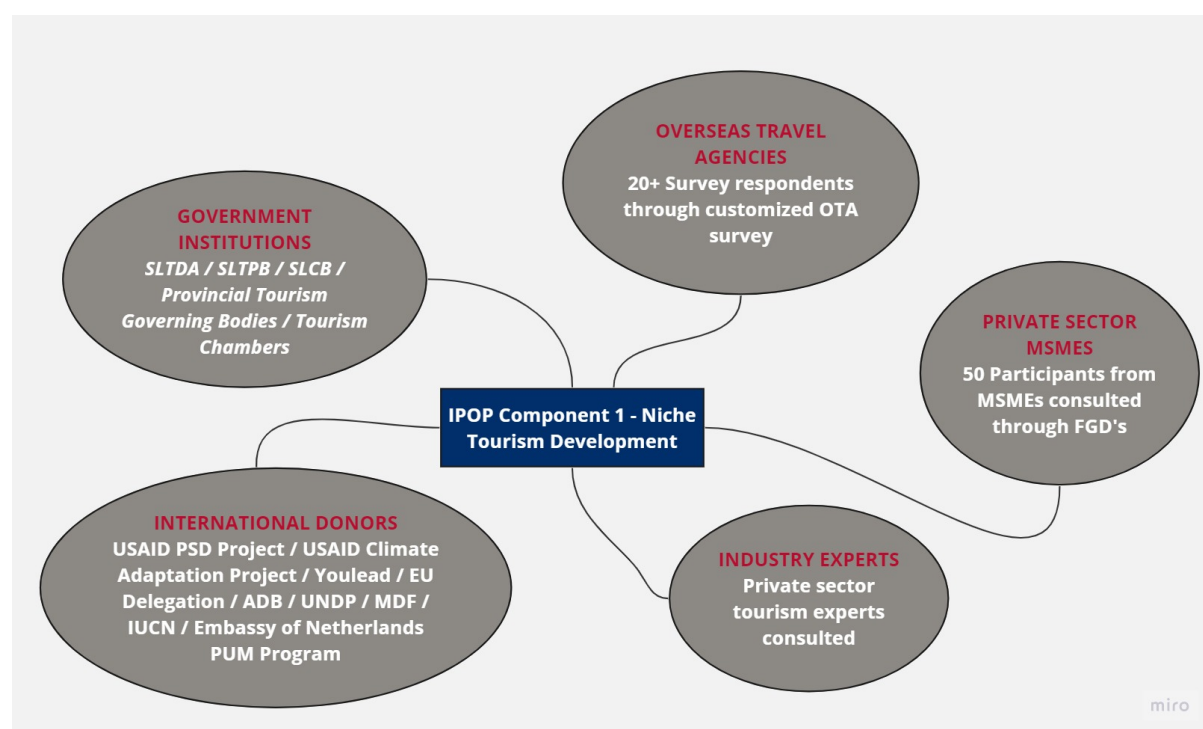 OVERSEAS TRAVEL
AGENCIES
20+ Survey respondents
through customized OTA
survey
GOVERNMENT
INSTITUTIONS
SLTDA / SLTPB / SLCB /
Provincial Tourism
Governing Bodies / Tourism
Chambers
PRIVATE SECTOR
MSMES
50 Participants from
MSMEs consulted
through FGD's
IPOP Component 1 - Niche
Tourism Development
INTERNATIONAL DONORS
USAID PSD Project / USAID Climate
Adaptation Project / Youlead / EU
Delegation / ADB / UNDP / MDF /
IUCN / Embassy of Netherlands
PUM Program
INDUSTRY EXPERTS
Private sector
tourism experts
consulted
miro